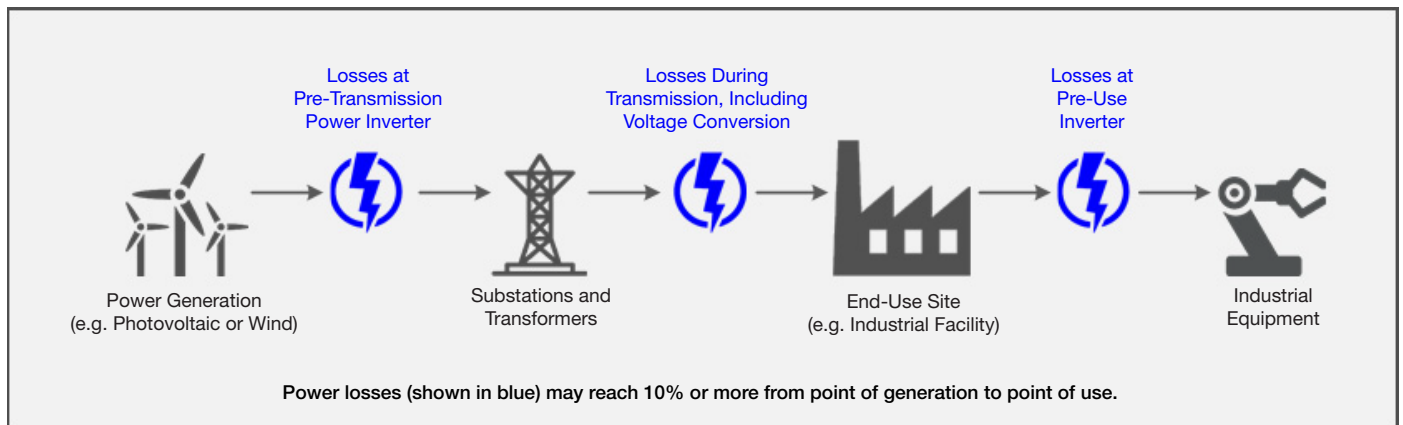 Losses at
Pre-Transmission
Power Inverter
Losses During
Transmission, Including
Voltage Conversion
Losses at
Pre-Use
Inverter
Power Generation
(e.g. Photovoltaic or Wind)
Substations and
Transformers
End-Use Site
(e.g. Industrial Facility)
Industrial
Equipment
Power losses (shown in blue) may reach 10% or more from point of generation to point of use.